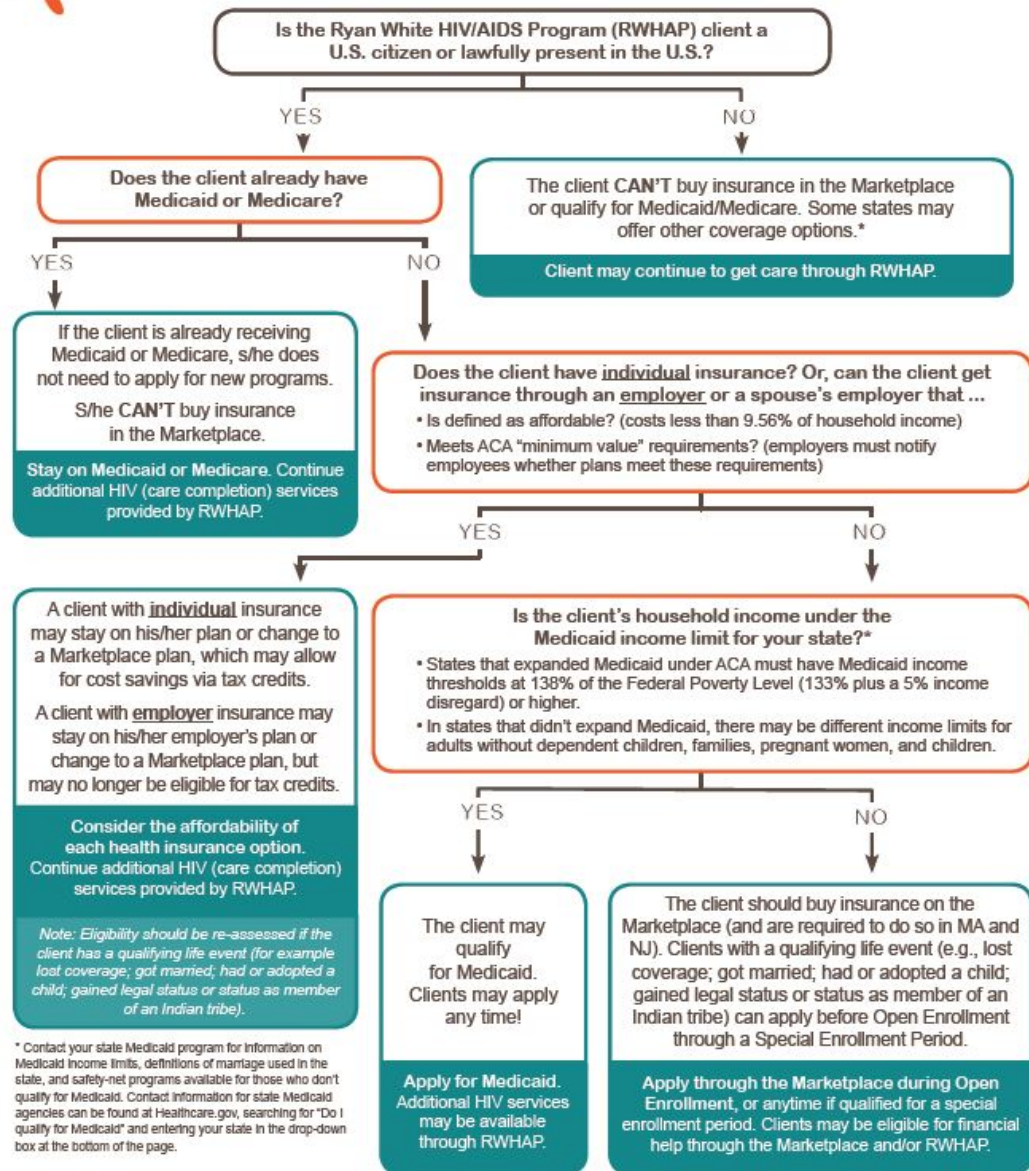 Is the Ryan White HIV/AIDS Program (RWHAP) client a
U.S. citizen or lawfully present in the U.S.?
YES
NO
Does the client already have
Medicaid or Medicare?
The client CAN'T buy insurance in the Marketplace
or qualify for Medicaid/Medicare. Some states may
offer other coverage options.*
Client may continue to get care through RWHAP.
YES
NO
If the client is already receiving
Medicaid or Medicare, s/he does
not need to apply for new programs.
S/he CAN'T buy insurance
in the Marketplace.
Stay on Medicaid or Medicare. Continue
additional HIV (care completion) services
provided by RWHAP.
Does the client have individual insurance? Or, can the client get
insurance through an employer or a spouse's employer that ...
• Is defined as affordable? (costs less than 9.56% of household income)
• Meets ACA "minimum value" requirements? (employers must notify
employees whether plans meet these requirements)
YES
NO
A client with individual insurance
may stay on his/her plan or change to
a Marketplace plan, which may allow
for cost savings via tax credits.
A client with employer insurance may
stay on his/her employer's plan or
change to a Marketplace plan, but
may no longer be eligible for tax credits.
Consider the affordability of
each health insurance option.
Continue additional HIV (care completion)
services provided by RWHAP.
Note: Eligibility should be re-assessed if the
client has a qualifying life event (for example
lost coverage; got married; had or adopted a
child; gained legal status or status as member
of an Indian tribe).
Is the client's household income under the
Medicaid income limit for your state?*
• States that expanded Medicaid under ACA must have Medicaid income
thresholds at 138% of the Federal Poverty Level (133% plus a 5% income
disregard) or higher.
• In states that didn't expand Medicaid, there may be different income limits for
adults without dependent children, families, pregnant women, and children.
YES
NO
The client may
qualify
for Medicaid.
Clients may apply
any time!
Apply for Medicaid.
Additional HIV services
may be available
through RWHAP.
The client should buy insurance on the
Marketplace (and are required to do so in MA and
NJ). Clients with a qualifying life event (e.g., lost
coverage; got married; had or adopted a child;
gained legal status or status as member of an
Indian tribe) can apply before Open Enrollment
through a Special Enrollment Period.
Apply through the Marketplace during Open
Enrollment, or anytime if qualified for a special
enrollment period. Clients may be eligible for financial
help through the Marketplace and/or RWHAP.
* Contact your state Medicaid program for information on
Medicaid income limits, definitions of marriage used in the
state, and safety-net programs available for those who don't
qualify for Medicaid. Contact information for state Medicaid
agencies can be found at Healthcare.gov, searching for "Do I
qualify for Medicaid" and entering your state in the drop-down
box at the bottom of the page.